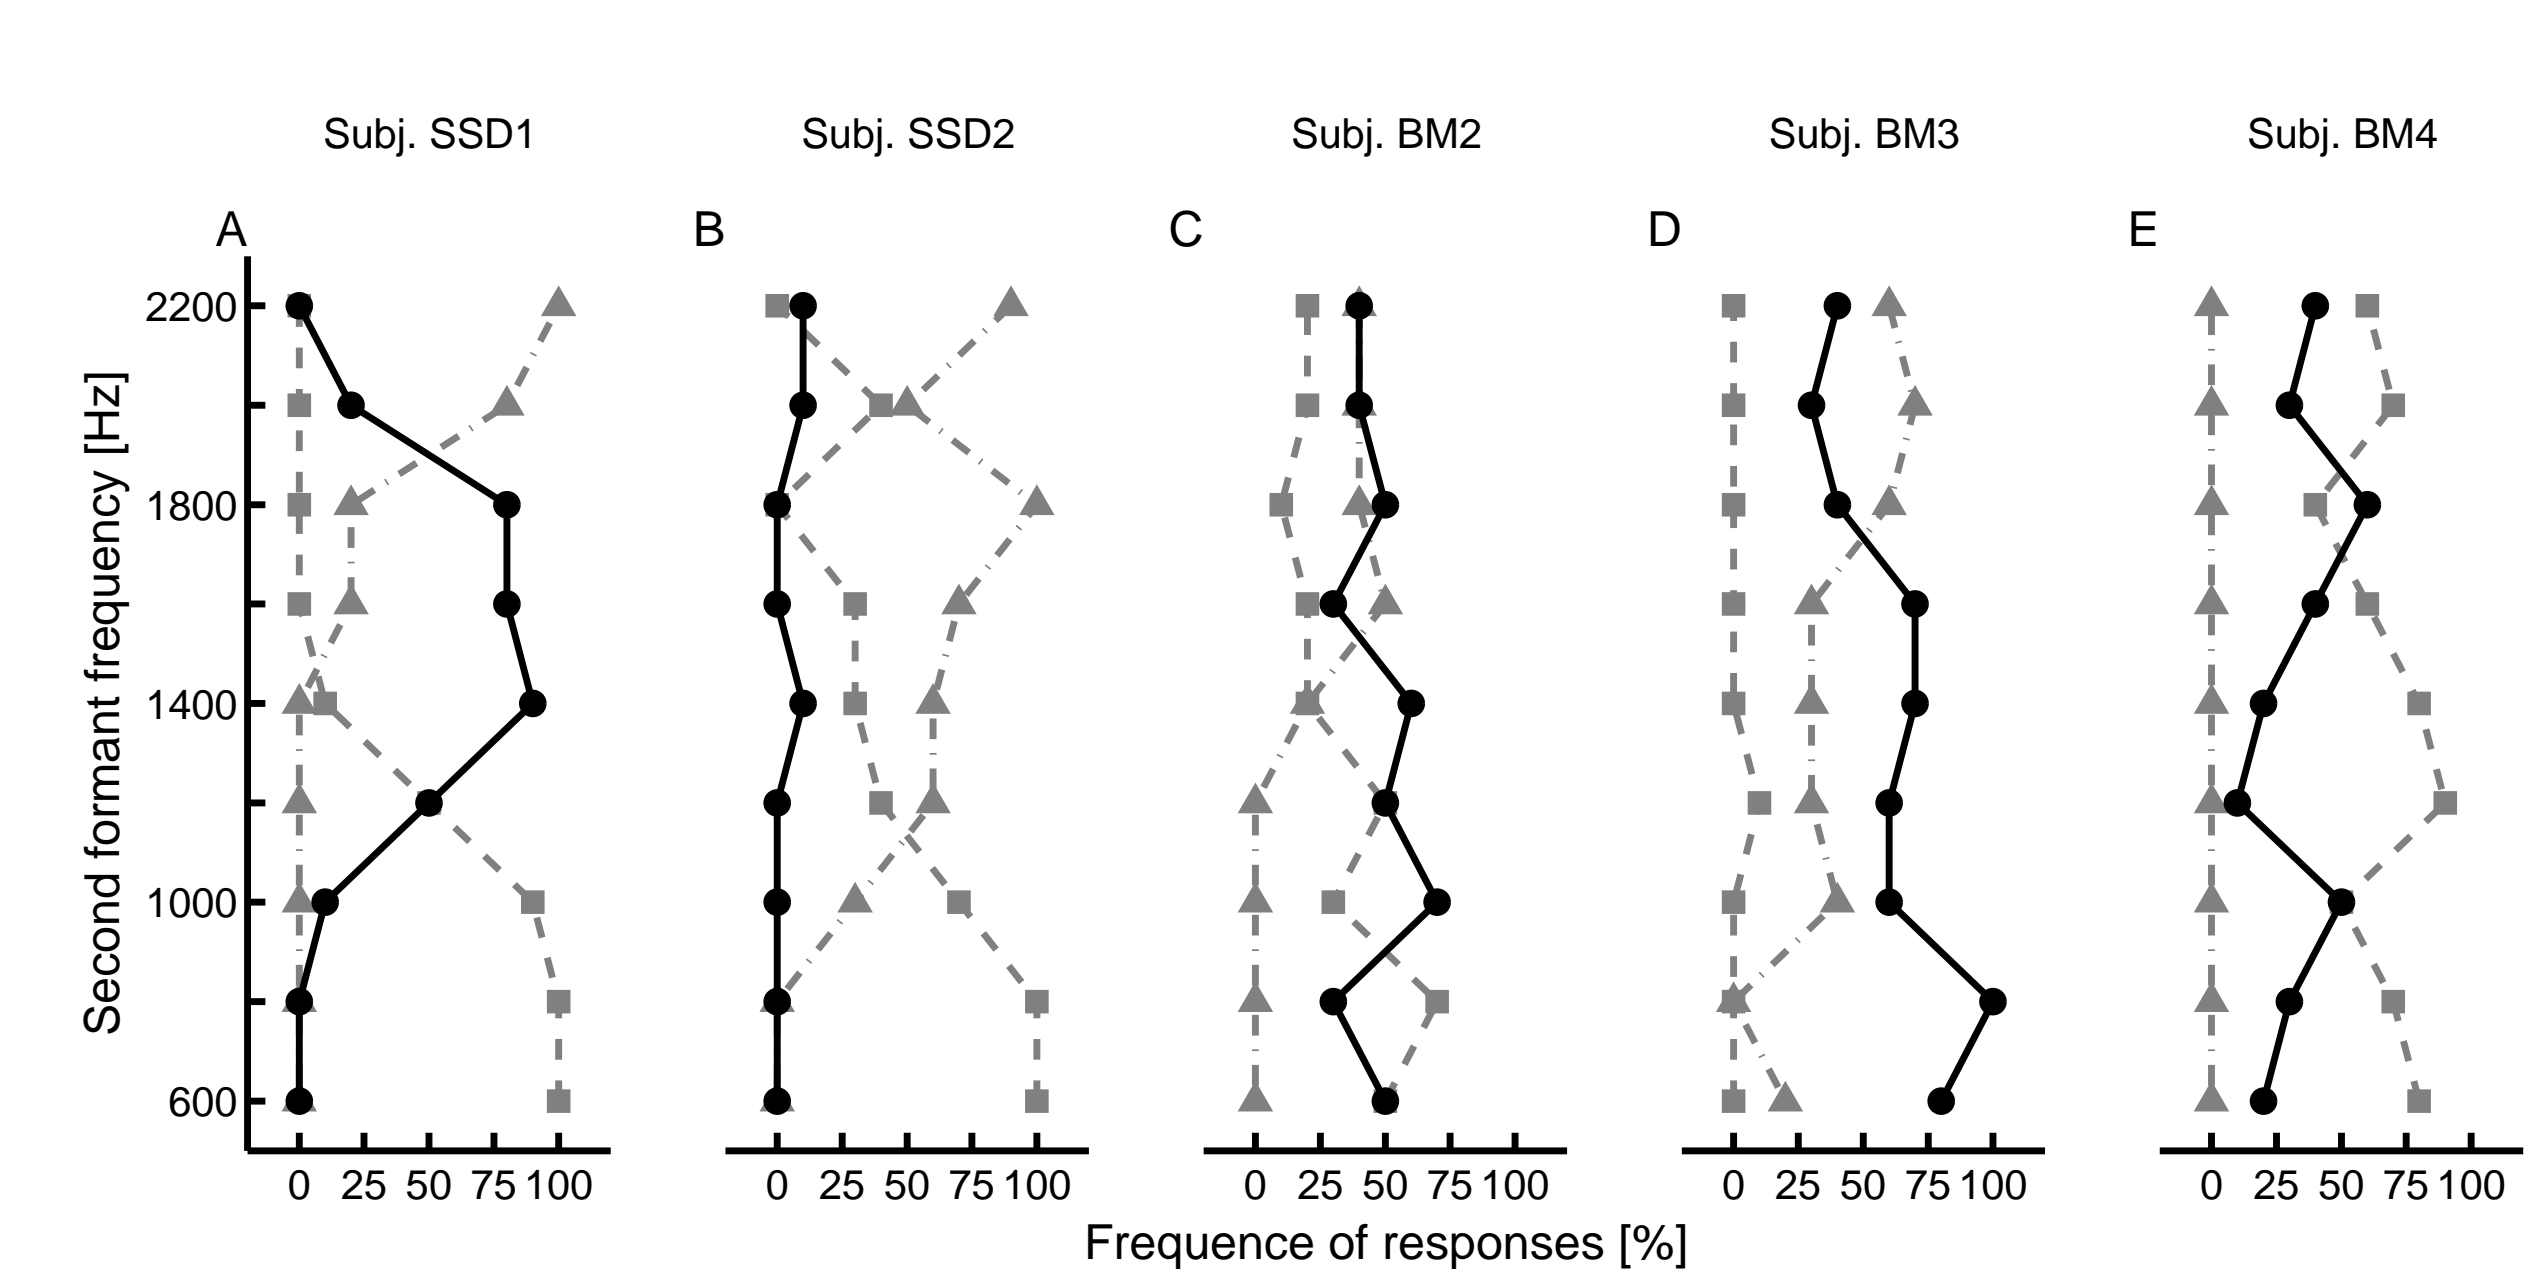 Subj. SSD1 Subj. SSD2 Subj. BM2 Subj. BM3 Subj. BM4
A B C D E
Second formant frequency [Hz]
2200
1800
1400
1000
600
0 25 50 75 100 0 25 50 75 100 0 25 50 75 100 0 25 50 75 100 0 25 50 75 100
Frequence of responses [%]